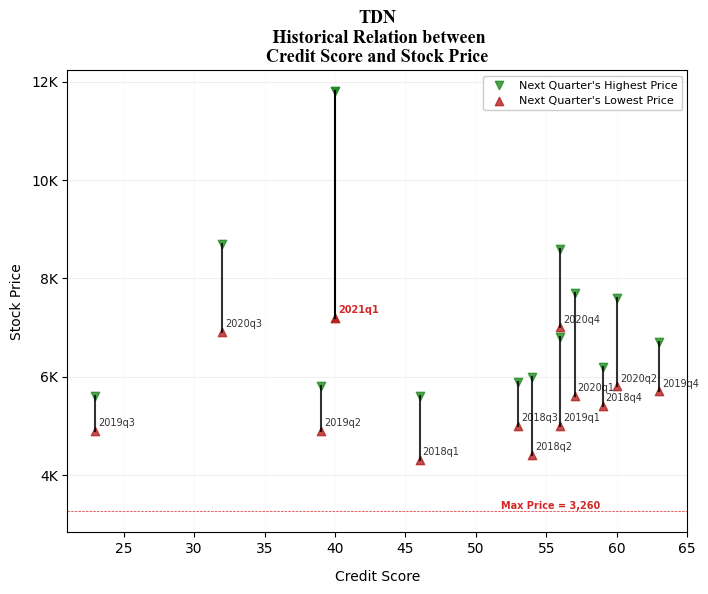 TDN
Historical Relation between
Credit Score and Stock Price
12K
10K
8K
6K
4K
Stock Price
Next Quarter's Highest Price
Next Quarter's Lowest Price
2021q1
2020q3
2020q4
2020q2
2019q4
2020q1
2018q4
2019q3
2019q2
2018q3
2019q1
2018q1
2018q2
Max Price = 3,260
25 30 35 40 45 50 55 60 65
Credit Score